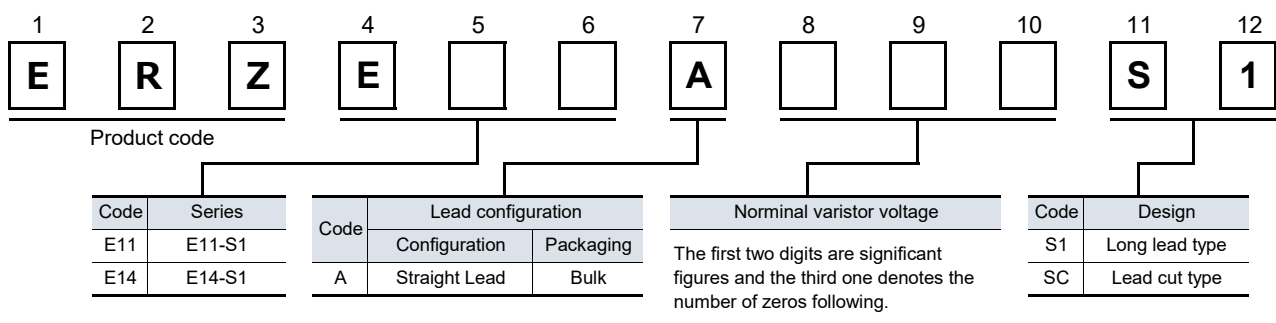 1 2 3 4 5 6 7 8 9 10 11 12
E R Z E A S 1
Product code
Code Series
E11 E11-S1
E14 E14-S1
Code Lead configuration
Configuration Packaging
A Straight Lead Bulk
Norminal varistor voltage
The first two digits are significant
figures and the third one denotes the
number of zeros following.
Code Design
S1 Long lead type
SC Lead cut type